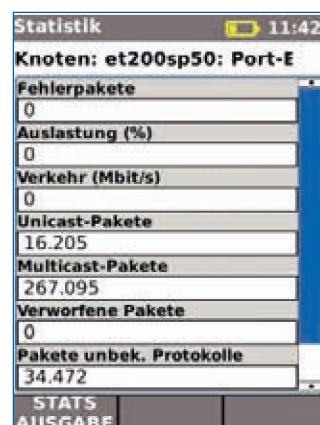 Statistik 11:42
Knoten: et200sp50: Port-E
Fehlerpakete
0
Auslastung (%)
0
Verkehr (Mbit/s)
0
Unicast-Pakete
16.205
Multicast-Pakete
267.095
Verworfene Pakete
0
Pakete unbek. Protokolle
34.472
STATS
AUSGABE